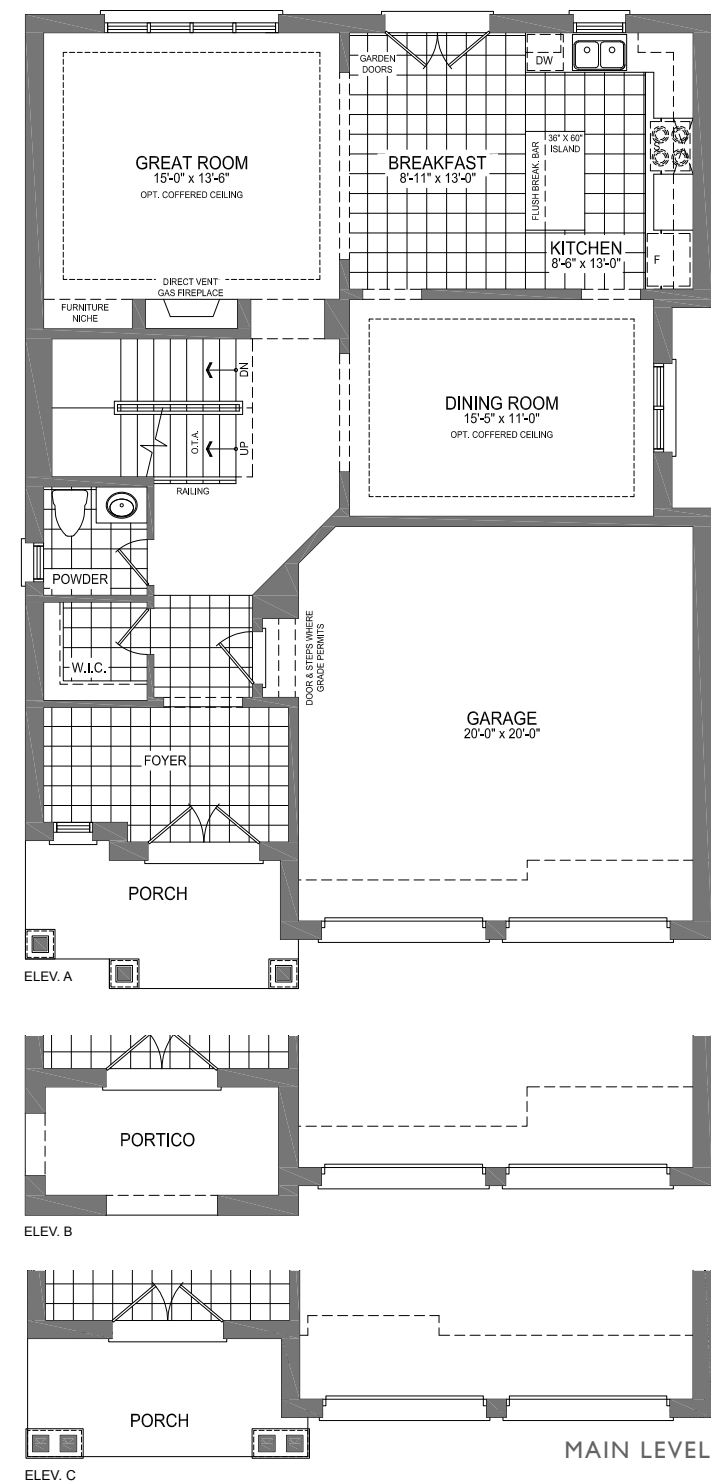 GARDEN
DOORS
DW
GREAT ROOM
15'-0" x 13'-6"
OPT. COFFERED CEILING
BREAKFAST
8'-11" x 13'-0"
FLUSH BREAK. BAR
36" X 60"
ISLAND
KITCHEN
8'-6" x 13'-0"
F
DIRECT VENT
GAS FIREPLACE
FURNITURE
NICHE
DN
UP
O.T.A.
RAILING
DINING ROOM
15'-5" x 11'-0"
OPT. COFFERED CEILING
POWDER
W.I.C.
DOOR & STEPS WHERE
GRADE PERMITS
GARAGE
20'-0" x 20'-0"
FOYER
PORCH
ELEV. A
PORTICO
ELEV. B
PORCH
MAIN LEVEL
ELEV. C